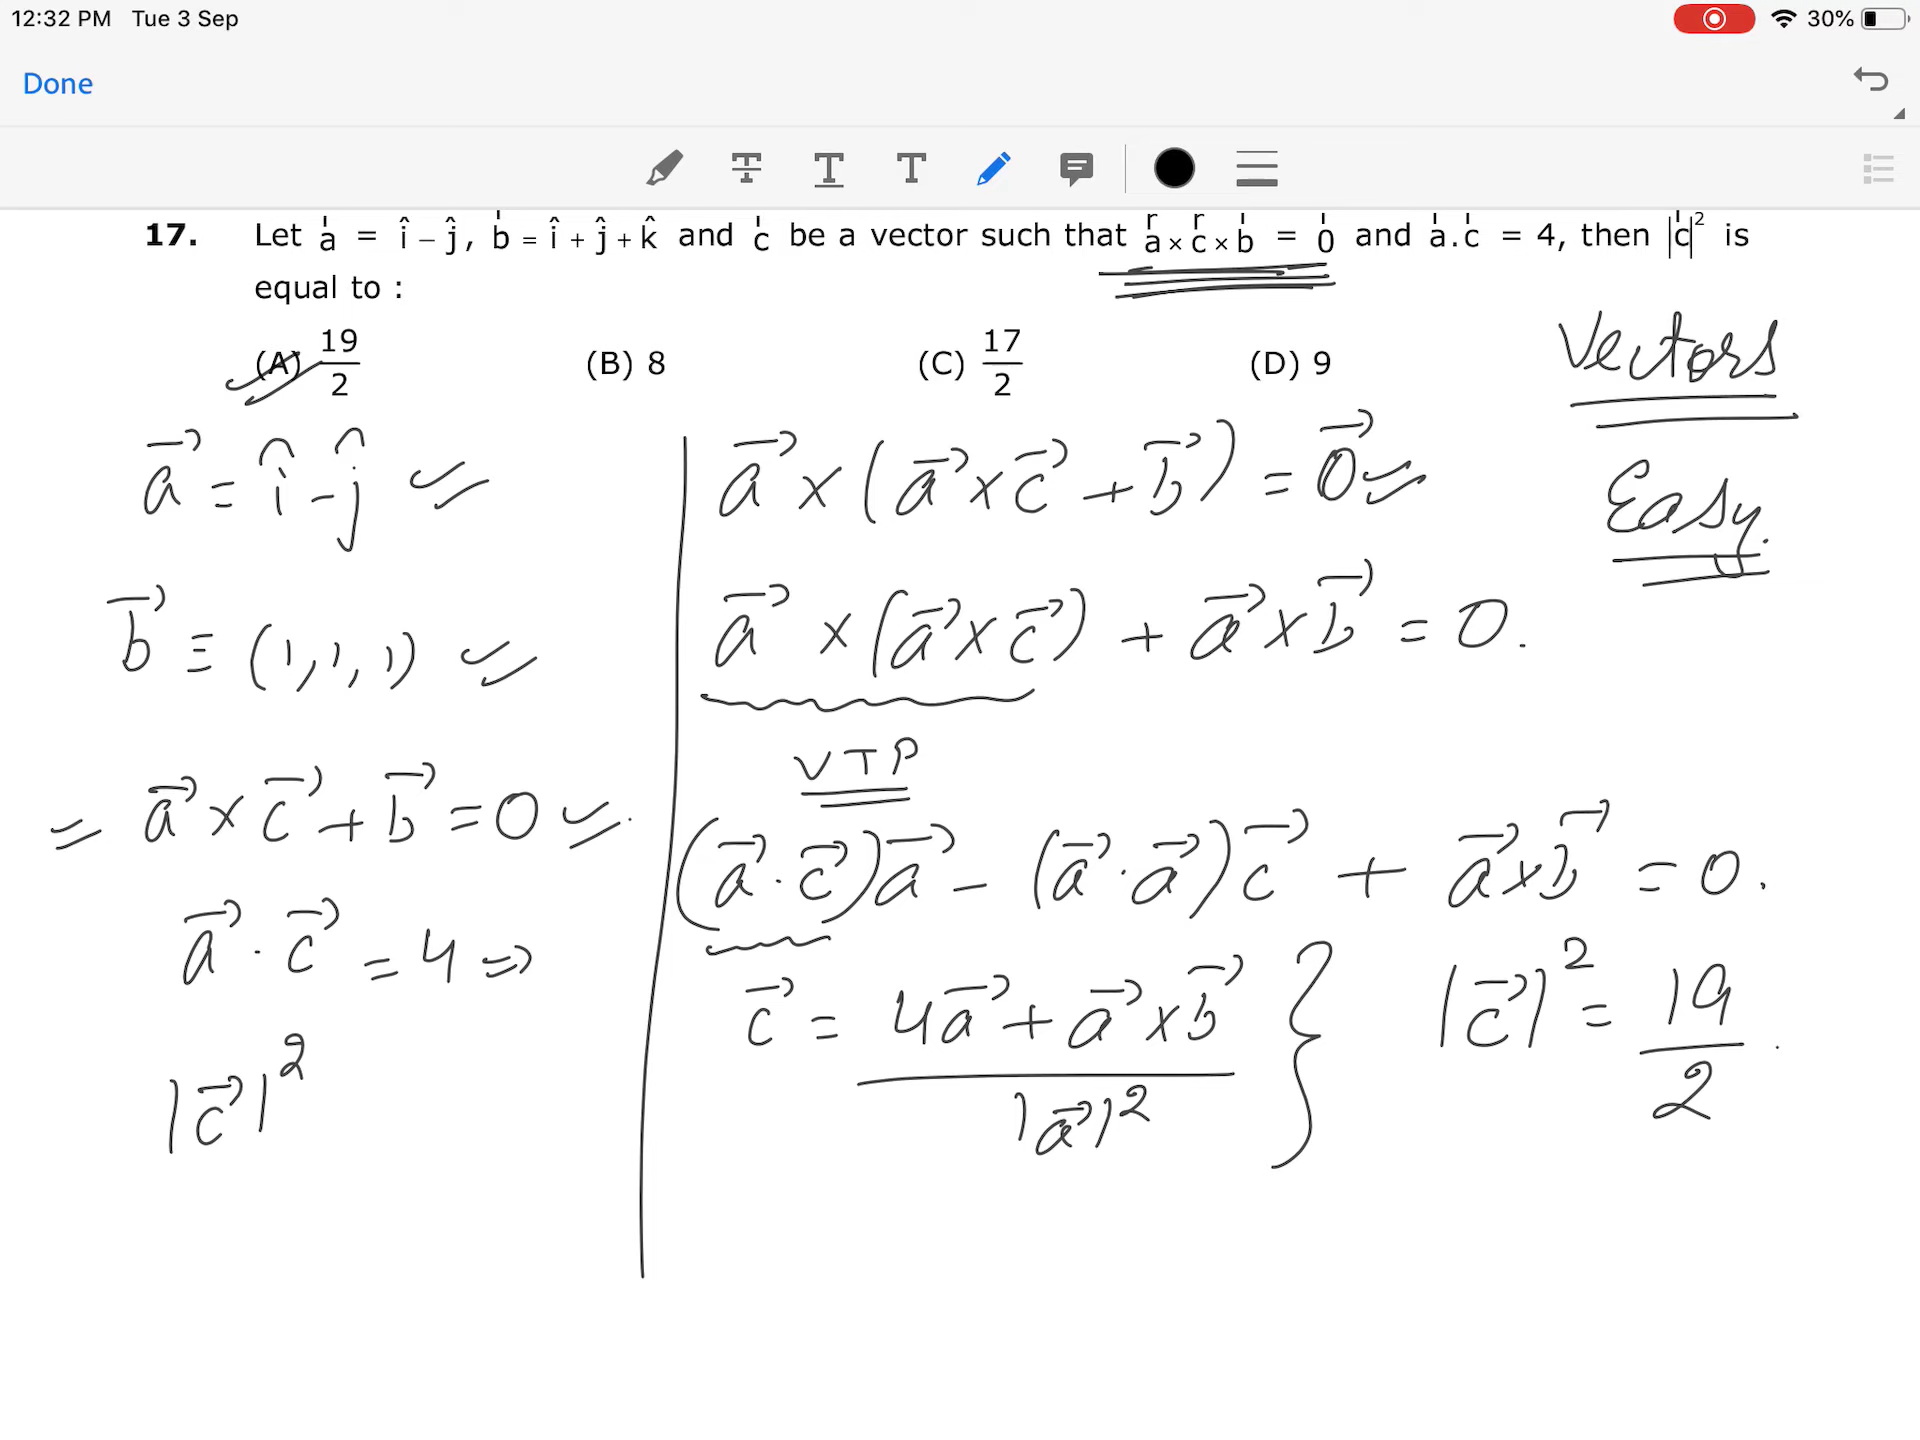 12:32 PM Tue 3 Sep 30%
Done
17. Let a = î – ĵ, b = î + ĵ + k̂ and c be a vector such that a × c × b = 0 and a . c = 4, then |c|² is
equal to :
(A) 19/2 (B) 8 (C) 17/2 (D) 9
Vectors
Easy.
a⃗ = î – ĵ
b⃗ ≡ (1, 1, 1)
= a⃗ × c⃗ + b⃗ = 0
a⃗ · c⃗ = 4 ⇒
|c⃗|²
a⃗ × (a⃗ × c⃗ + b⃗) = 0⃗
a⃗ × (a⃗ × c⃗) + a⃗ × b⃗ = 0.
VTP
(a⃗ · c⃗)a⃗ – (a⃗ · a⃗)c⃗ + a⃗ × b⃗ = 0.
c⃗ = (4a⃗ + a⃗ × b⃗)/|a⃗|² } |c⃗|² = 19/2.